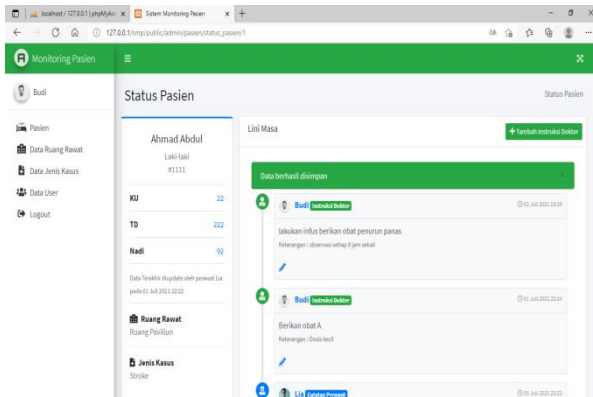 localhost / 127.0.0.1 | phpMyAd
Sistem Monitoring Pasien
127.0.0.1/smp/public/admin/pasien/status_pasien/1
Monitoring Pasien
Budi
Pasien
Data Ruang Rawat
Data Jenis Kasus
Data User
Logout
Status Pasien
Status Pasien
Ahmad Abdul
Laki-laki
#1111
KU 22
TD 222
Nadi 92
Data Terakhir diupdate oleh perawat Lia
pada 01 Juli 2021 22:22
Ruang Rawat
Ruang Paviliun
Jenis Kasus
Stroke
Lini Masa
Tambah Instruksi Dokter
Data berhasil disimpan
Budi Instruksi Dokter 02 Juli 2021 10:39
lakukan infus berikan obat penurun panas
Keterangan : observasi setiap 8 jam sekali
Budi Instruksi Dokter 01 Juli 2021 22:24
Berikan obat A
Keterangan : Dosis kecil
Lia Catatan Perawat 01 Juli 2021 22:23